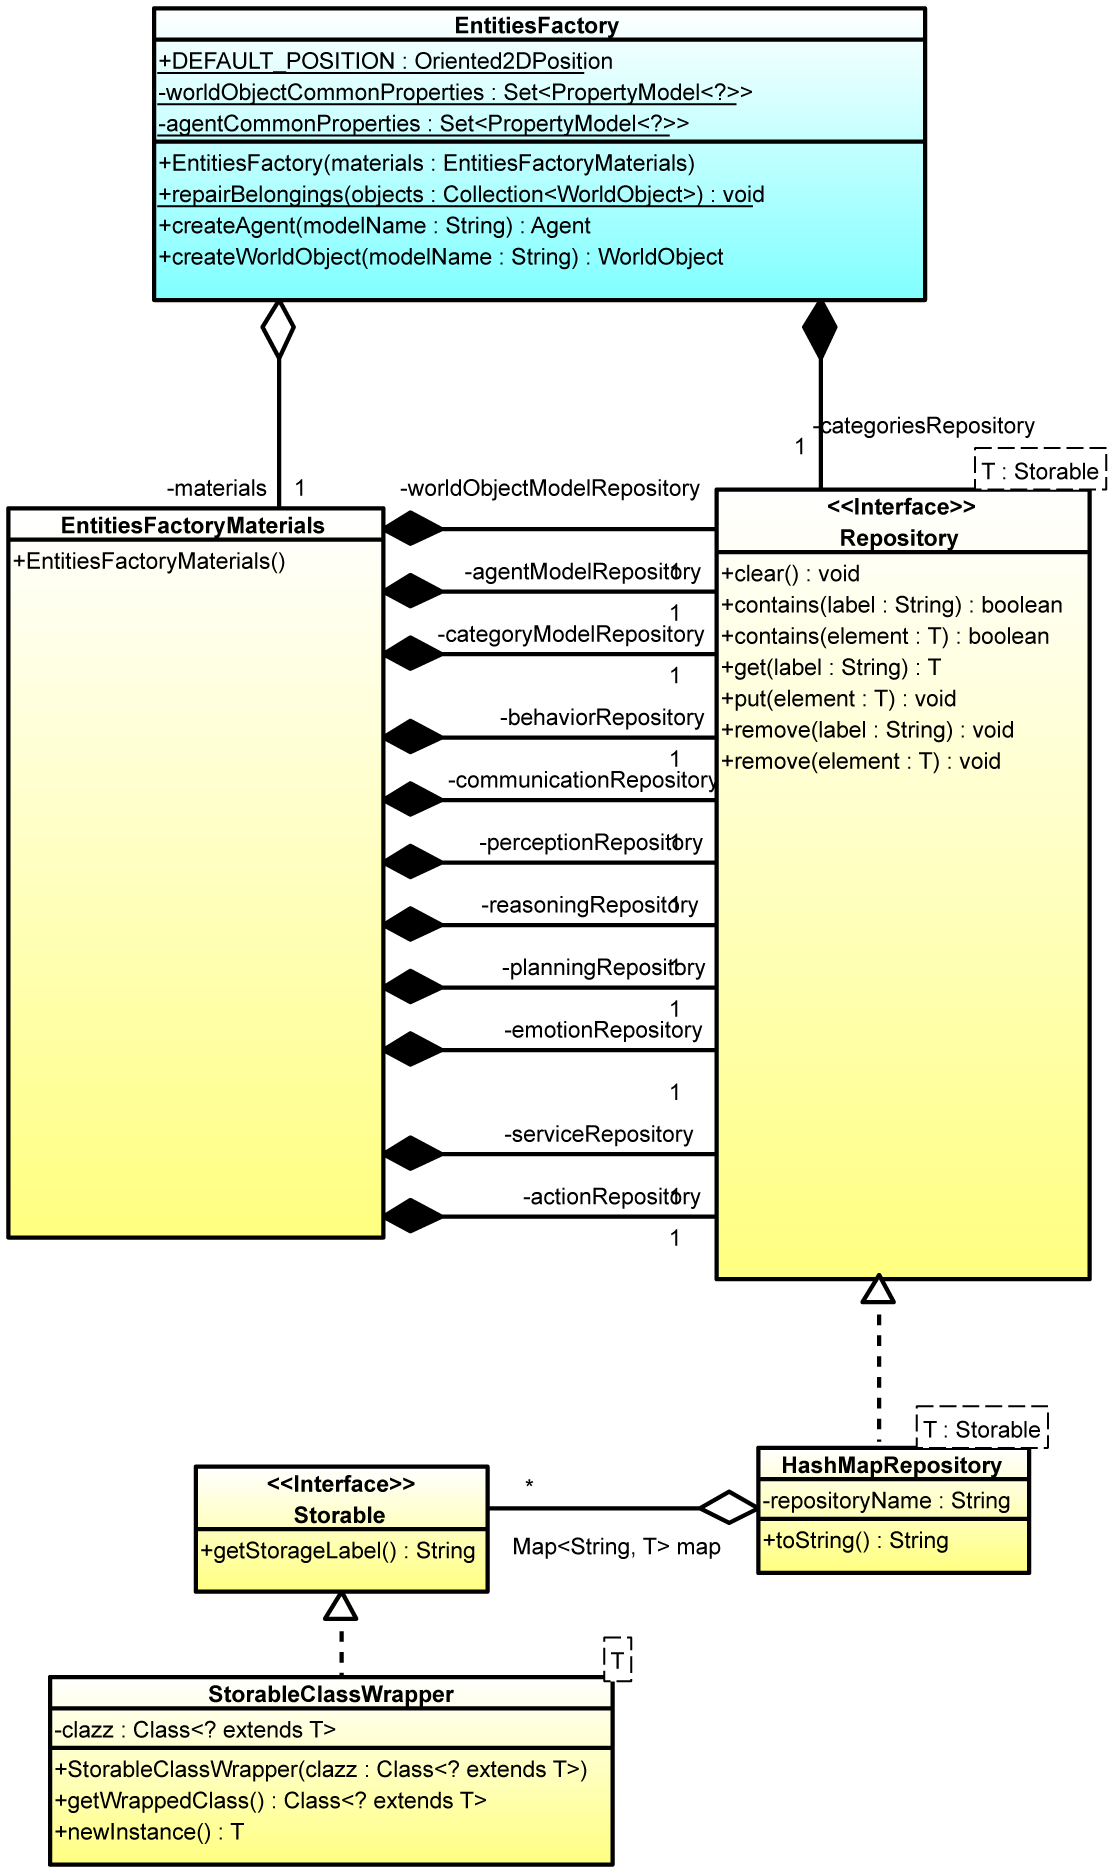 EntitiesFactory
+DEFAULT_POSITION : Oriented2DPosition
-worldObjectCommonProperties : Set<PropertyModel<?>>
-agentCommonProperties : Set<PropertyModel<?>>
+EntitiesFactory(materials : EntitiesFactoryMaterials)
+repairBelongings(objects : Collection<WorldObject>) : void
+createAgent(modelName : String) : Agent
+createWorldObject(modelName : String) : WorldObject
-categoriesRepository
1
-materials
1
T : Storable
EntitiesFactoryMaterials
+EntitiesFactoryMaterials()
-worldObjectModelRepository
1
-agentModelRepository
1
-categoryModelRepository
1
-behaviorRepository
1
-communicationRepository
1
-perceptionRepository
1
-reasoningRepository
1
-planningRepository
1
-emotionRepository
1
-serviceRepository
1
-actionRepository
1
<<Interface>>
Repository
+clear() : void
+contains(label : String) : boolean
+contains(element : T) : boolean
+get(label : String) : T
+put(element : T) : void
+remove(label : String) : void
+remove(element : T) : void
T : Storable
HashMapRepository
-repositoryName : String
+toString() : String
*
Map<String, T> map
<<Interface>>
Storable
+getStorageLabel() : String
T
StorableClassWrapper
-clazz : Class<? extends T>
+StorableClassWrapper(clazz : Class<? extends T>)
+getWrappedClass() : Class<? extends T>
+newInstance() : T